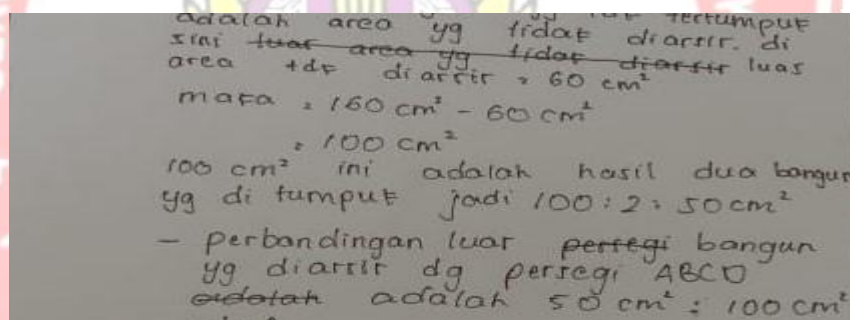 adalah area yg tidak tertumpuk
sini luar area yg tidak diarsir. di
area tdk diarsir = 60 cm² luas
maka = 160 cm² - 60 cm²
= 100 cm²
100 cm² ini adalah hasil dua bangun
yg di tumpuk jadi 100 : 2 = 50 cm²
- perbandingan luar persegi bangun
yg diarsir dg persegi ABCD
adalah adalah 50 cm² : 100 cm²